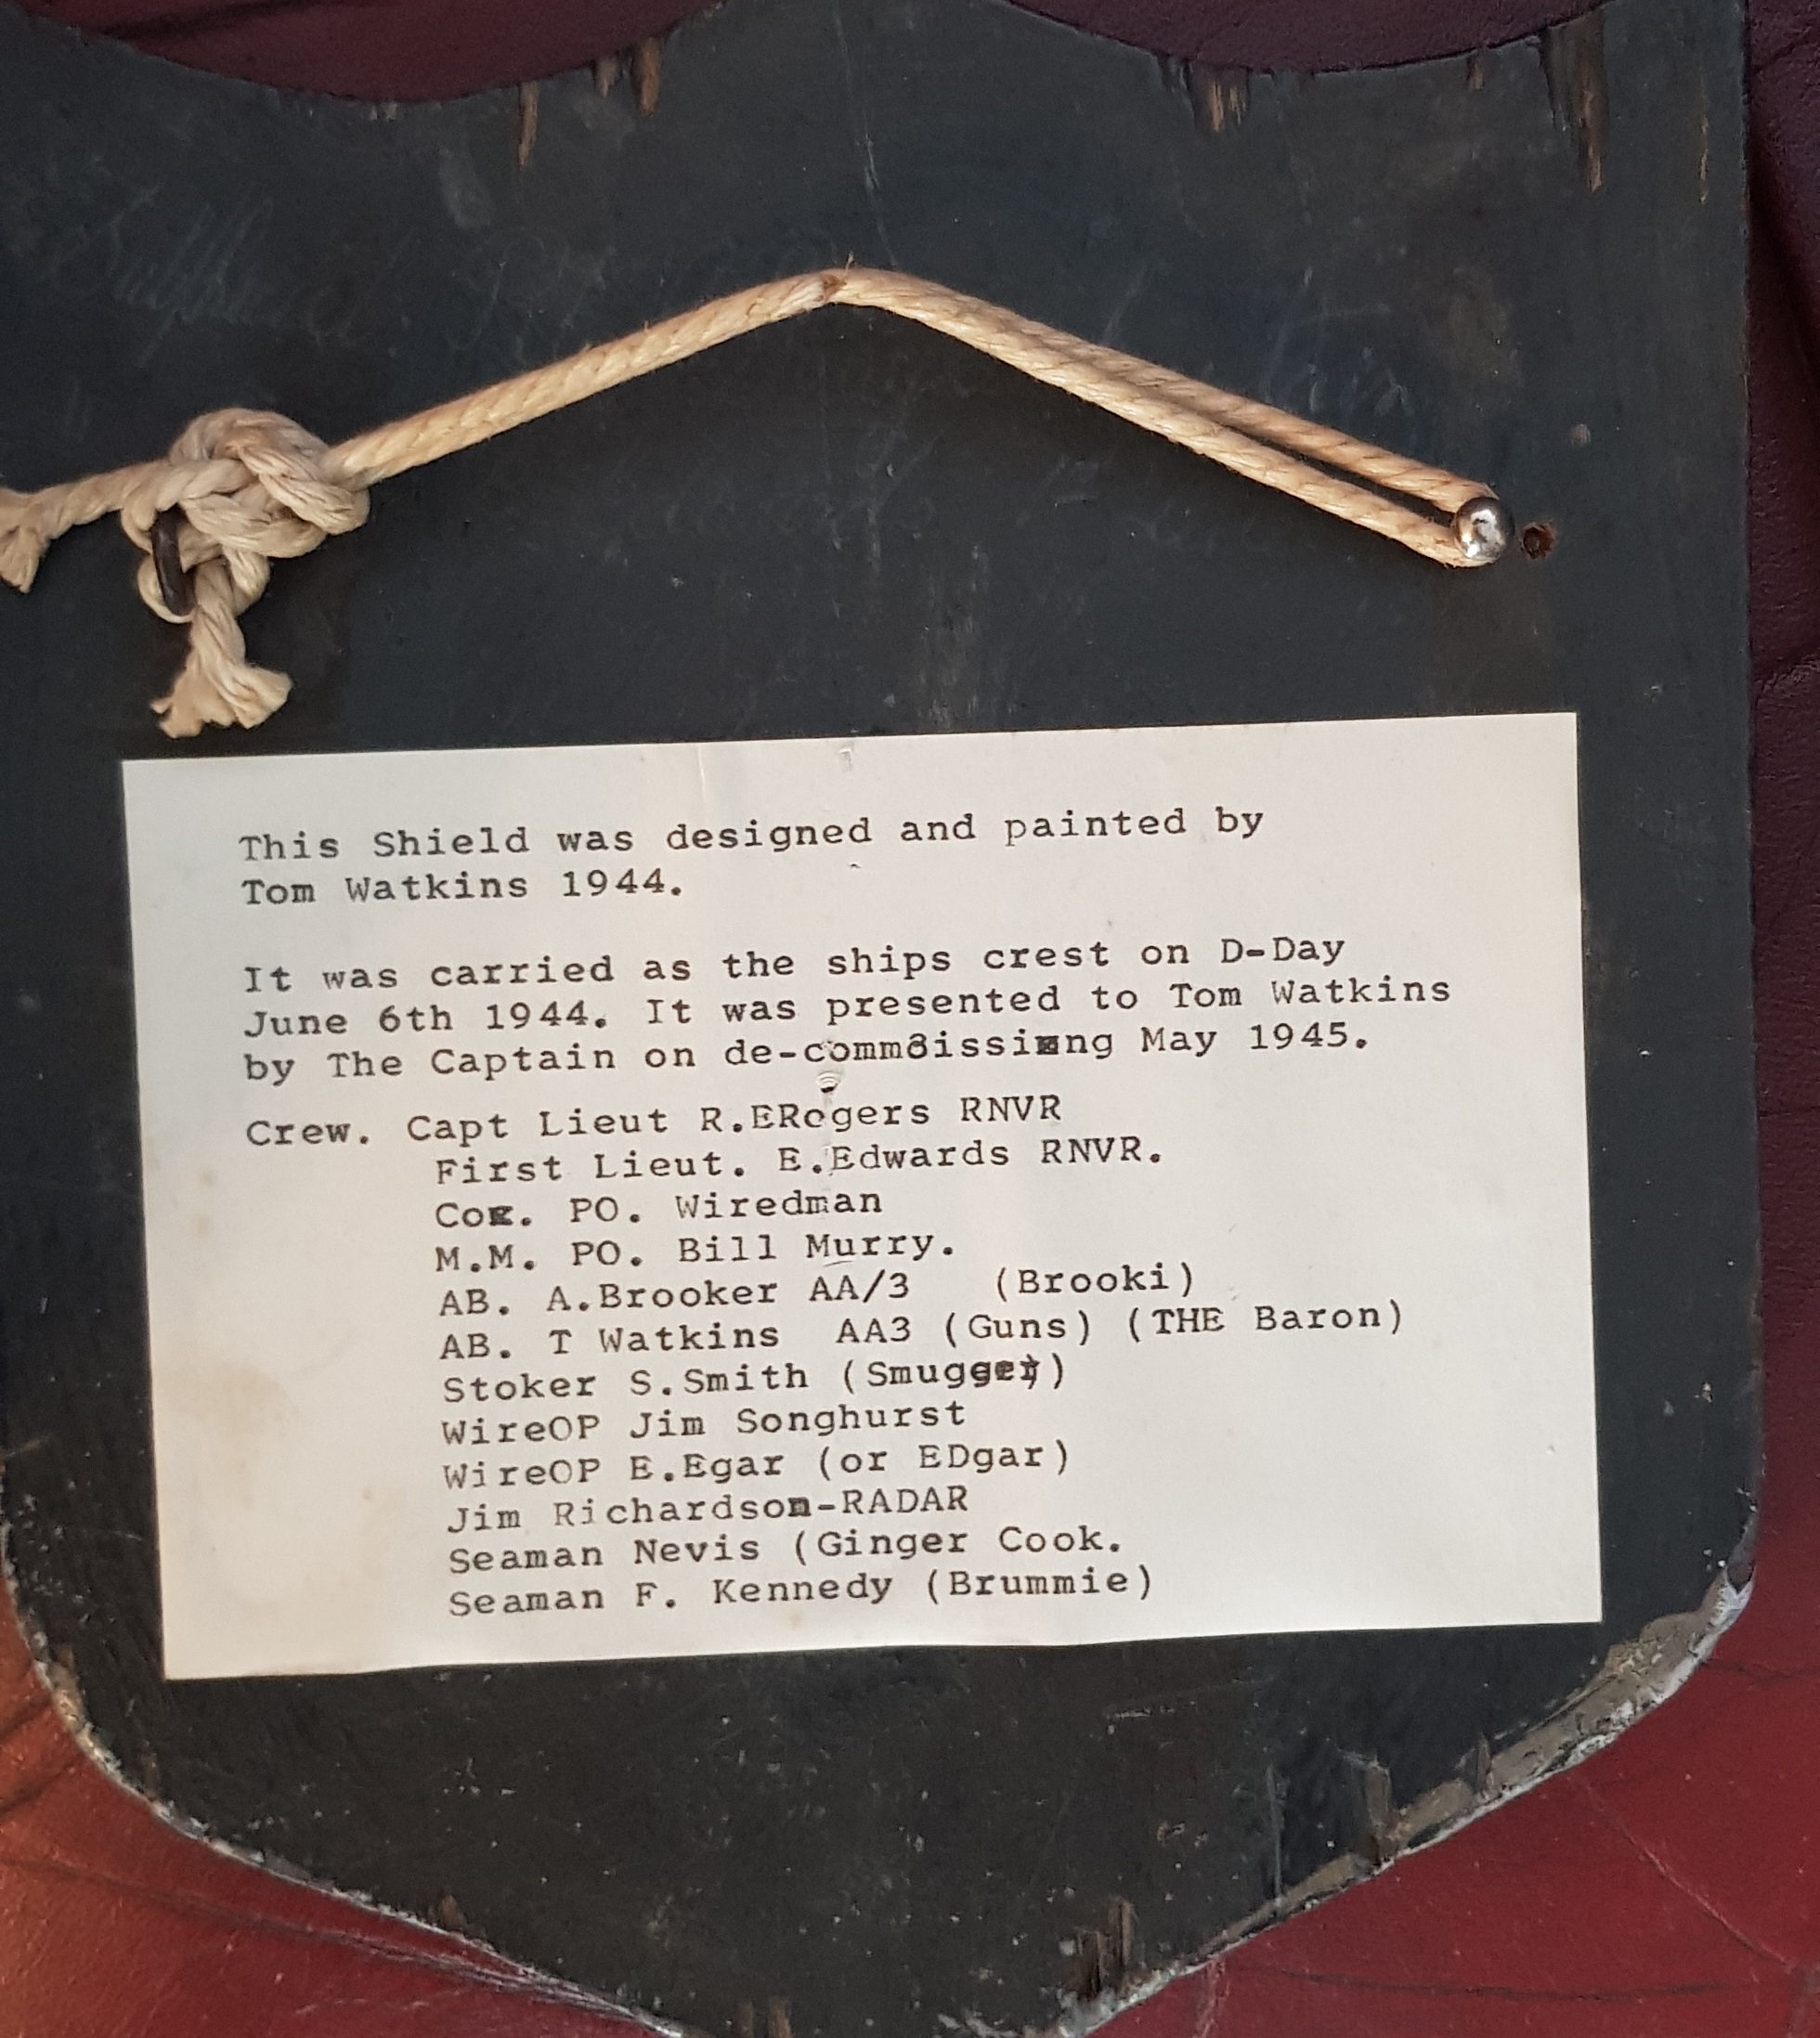 This Shield was designed and painted by
Tom Watkins 1944.
It was carried as the ships crest on D-Day
June 6th 1944. It was presented to Tom Watkins
by The Captain on de-comm8issixng May 1945.
Crew. Capt Lieut R.ERogers RNVR
First Lieut. E.Edwards RNVR.
Cox. PO. Wiredman
M.M. PO. Bill Murry.
AB. A.Brooker AA/3 (Brooki)
AB. T Watkins AA3 (Guns) (THE Baron)
Stoker S.Smith (Smugger)
WireOP Jim Songhurst
WireOP E.Egar (or EDgar)
Jim Richardson-RADAR
Seaman Nevis (Ginger Cook.
Seaman F. Kennedy (Brummie)